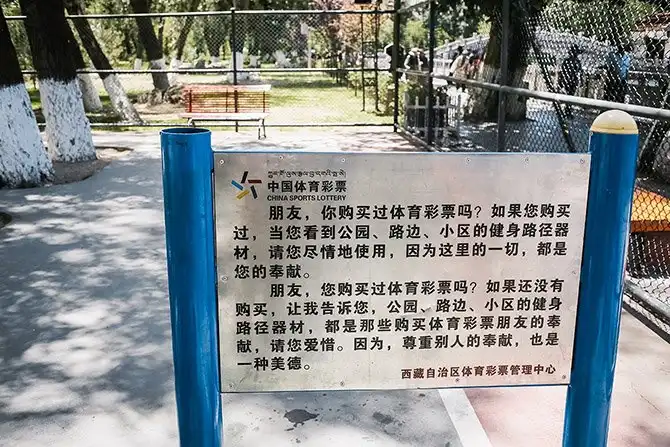 中国体育彩票
CHINA SPORTS LOTTERY
朋友，你购买过体育彩票吗？如果您购买
过，当您看到公园、路边、小区的健身路径器
材，请您尽情地使用，因为这里的一切，都是
您的奉献。
朋友，您购买过体育彩票吗？如果还没有
购买，让我告诉您，公园、路边、小区的健身
路径器材，都是那些购买体育彩票朋友的奉
献，请您爱惜。因为，尊重别人的奉献，也是
一种美德。
西藏自治区体育彩票管理中心